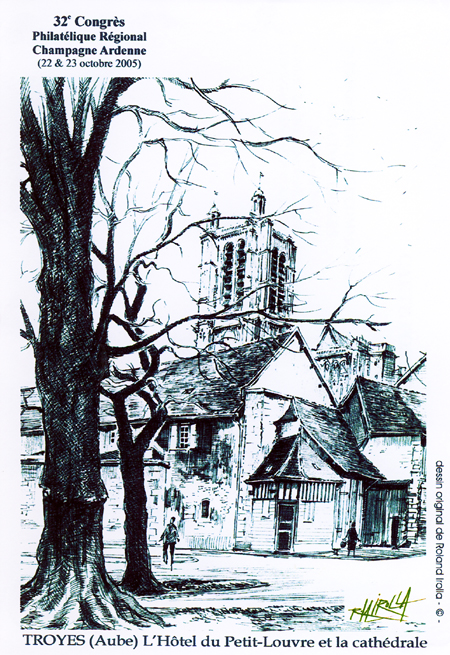 32e Congrès
Philatélique Régional
Champagne Ardenne
(22 & 23 octobre 2005)
dessin original de Roland Irolla - ©-
R. IROLLA
TROYES (Aube) L'Hôtel du Petit-Louvre et la cathédrale